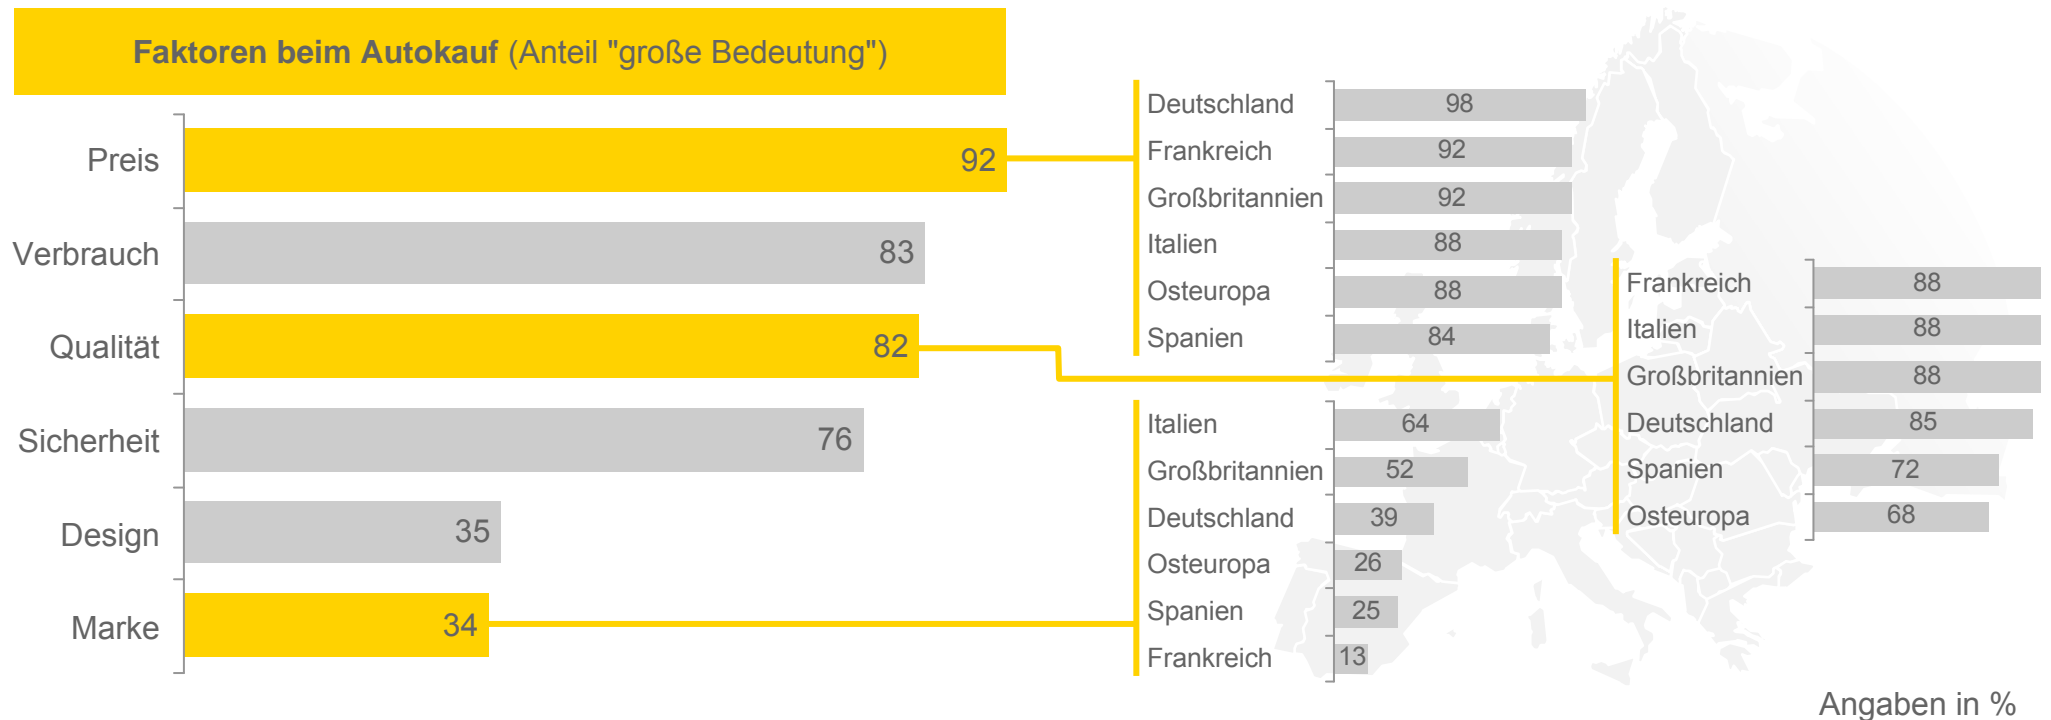 Faktoren beim Autokauf (Anteil "große Bedeutung")
Preis 92
Verbrauch 83
Qualität 82
Sicherheit 76
Design 35
Marke 34
Deutschland 98
Frankreich 92
Großbritannien 92
Italien 88
Osteuropa 88
Spanien 84
Frankreich 88
Italien 88
Großbritannien 88
Deutschland 85
Spanien 72
Osteuropa 68
Italien 64
Großbritannien 52
Deutschland 39
Osteuropa 26
Spanien 25
Frankreich 13
Angaben in %